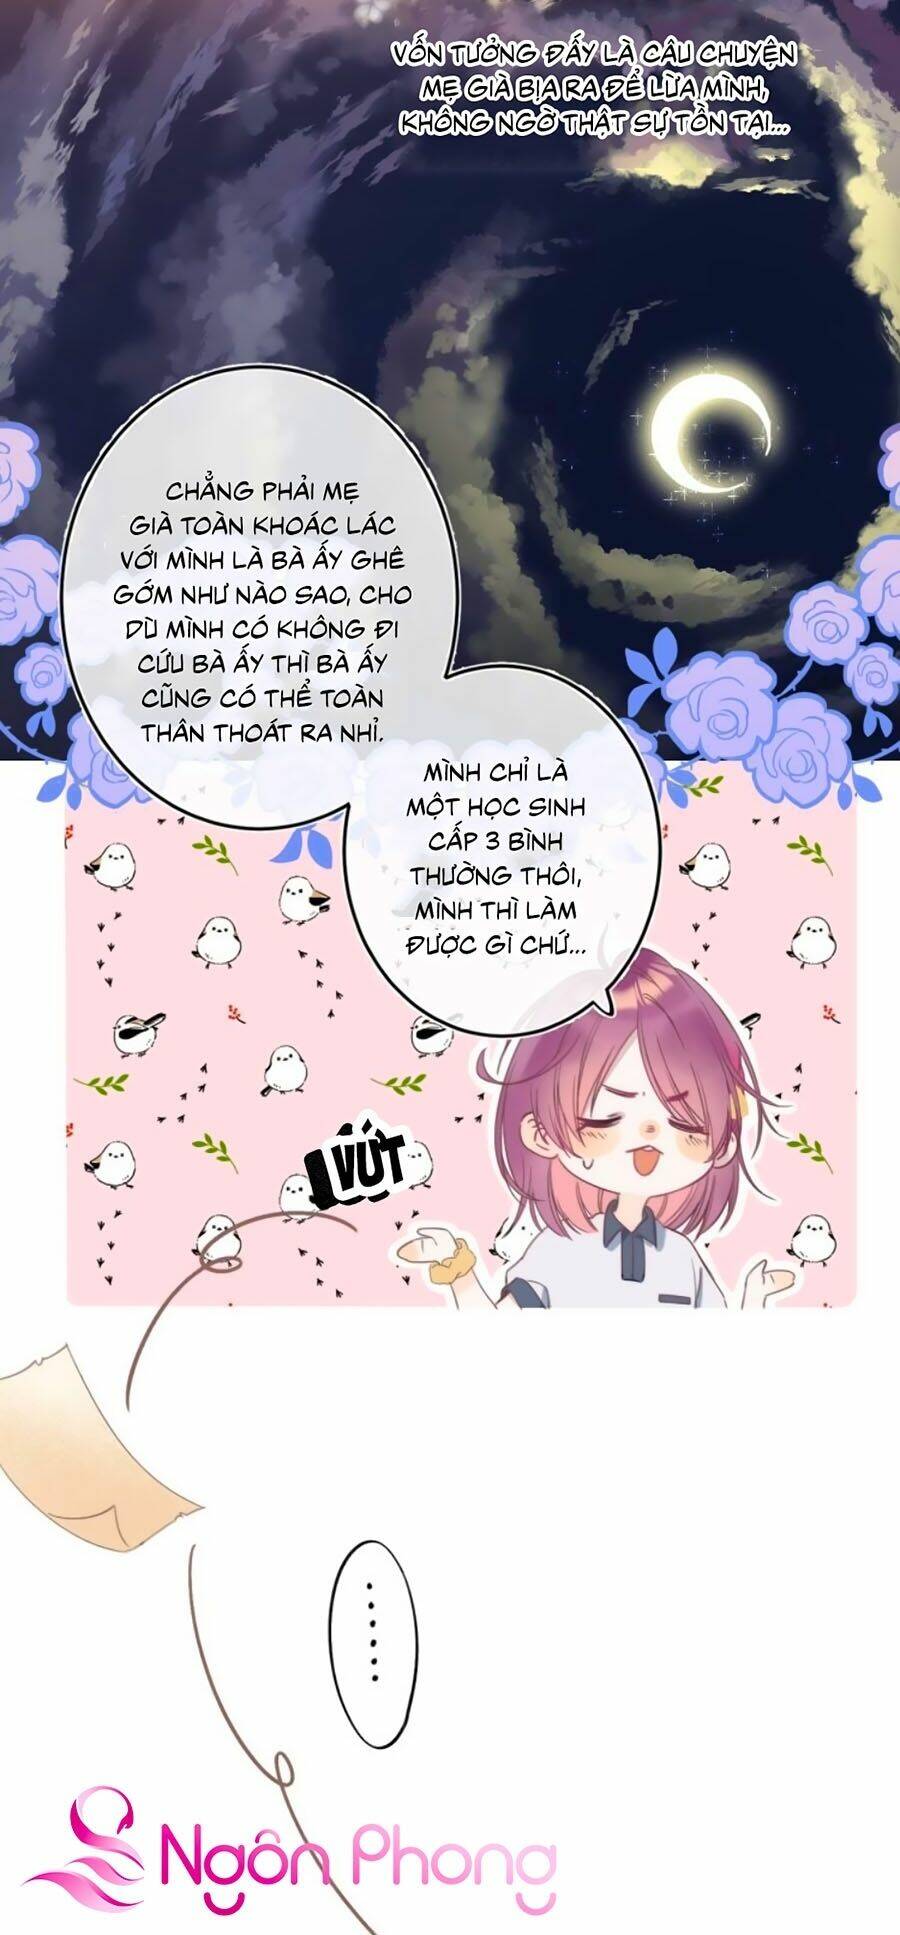 VỐN TƯỞNG ĐẤY LÀ CÂU CHUYỆN
MẸ GIÀ BỊA RA ĐỂ LỪA MÌNH,
KHÔNG NGỜ THẬT SỰ TỒN TẠI...
CHẲNG PHẢI MẸ
GIÀ TOÀN KHOÁC LÁC
VỚI MÌNH LÀ BÀ ẤY GHÊ
GỚM NHƯ NÀO SAO, CHO
DÙ MÌNH CÓ KHÔNG ĐI
CỨU BÀ ẤY THÌ BÀ ẤY
CŨNG CÓ THỂ TOÀN
THÂN THOÁT RA NHỈ.
MÌNH CHỈ LÀ
MỘT HỌC SINH
CẤP 3 BÌNH
THƯỜNG THÔI,
MÌNH THÌ LÀM
ĐƯỢC GÌ CHỨ...
VỨT
......
Ngôn Phong